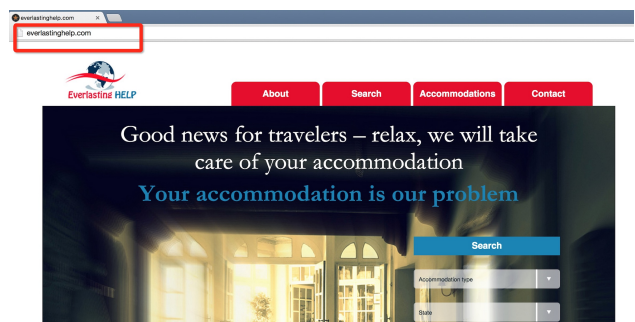 everlastinghelp.com
everlastinghelp.com
Everlasting HELP
About Search Accommodations Contact
Good news for travelers – relax, we will take
care of your accommodation
Your accommodation is our problem
Search
Accommodation type
State